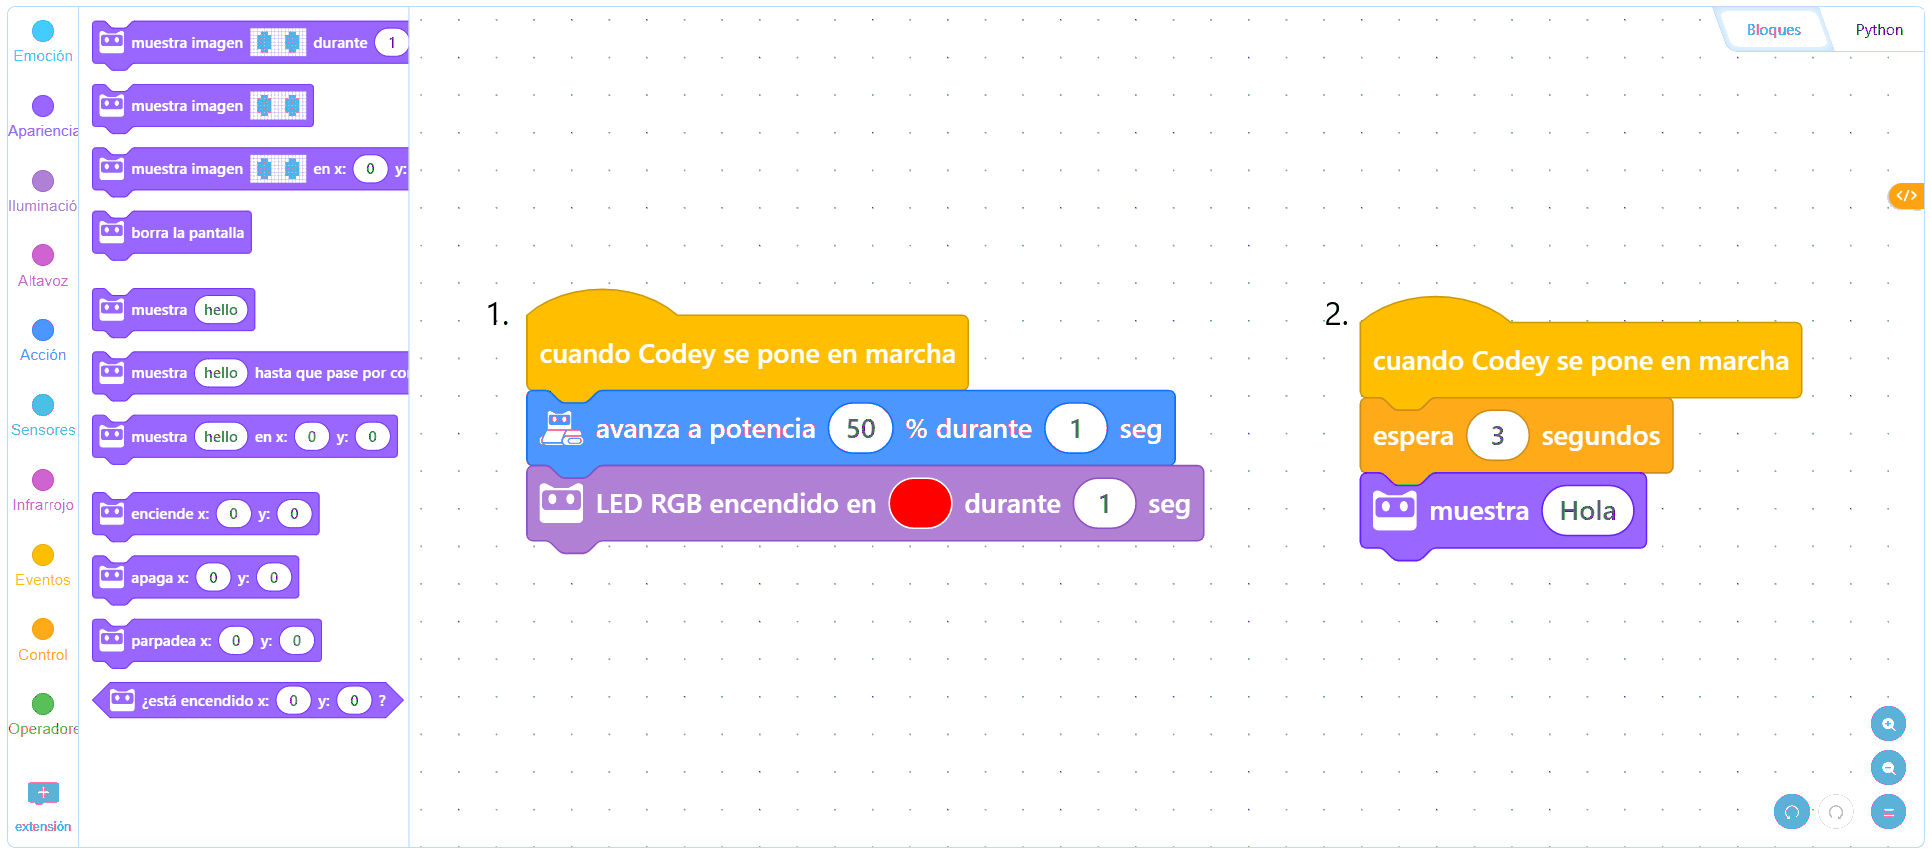 Emoción
Apariencia
Iluminació
Altavoz
Acción
Sensores
Infrarrojo
Eventos
Control
Operadore
extensión
muestra imagen durante 1
muestra imagen
muestra imagen en x: 0 y:
borra la pantalla
muestra hello
muestra hello hasta que pase por co
muestra hello en x: 0 y: 0
enciende x: 0 y: 0
apaga x: 0 y: 0
parpadea x: 0 y: 0
¿está encendido x: 0 y: 0 ?
Bloques Python
</>
1.
cuando Codey se pone en marcha
avanza a potencia 50 % durante 1 seg
LED RGB encendido en durante 1 seg
2.
cuando Codey se pone en marcha
espera 3 segundos
muestra Hola